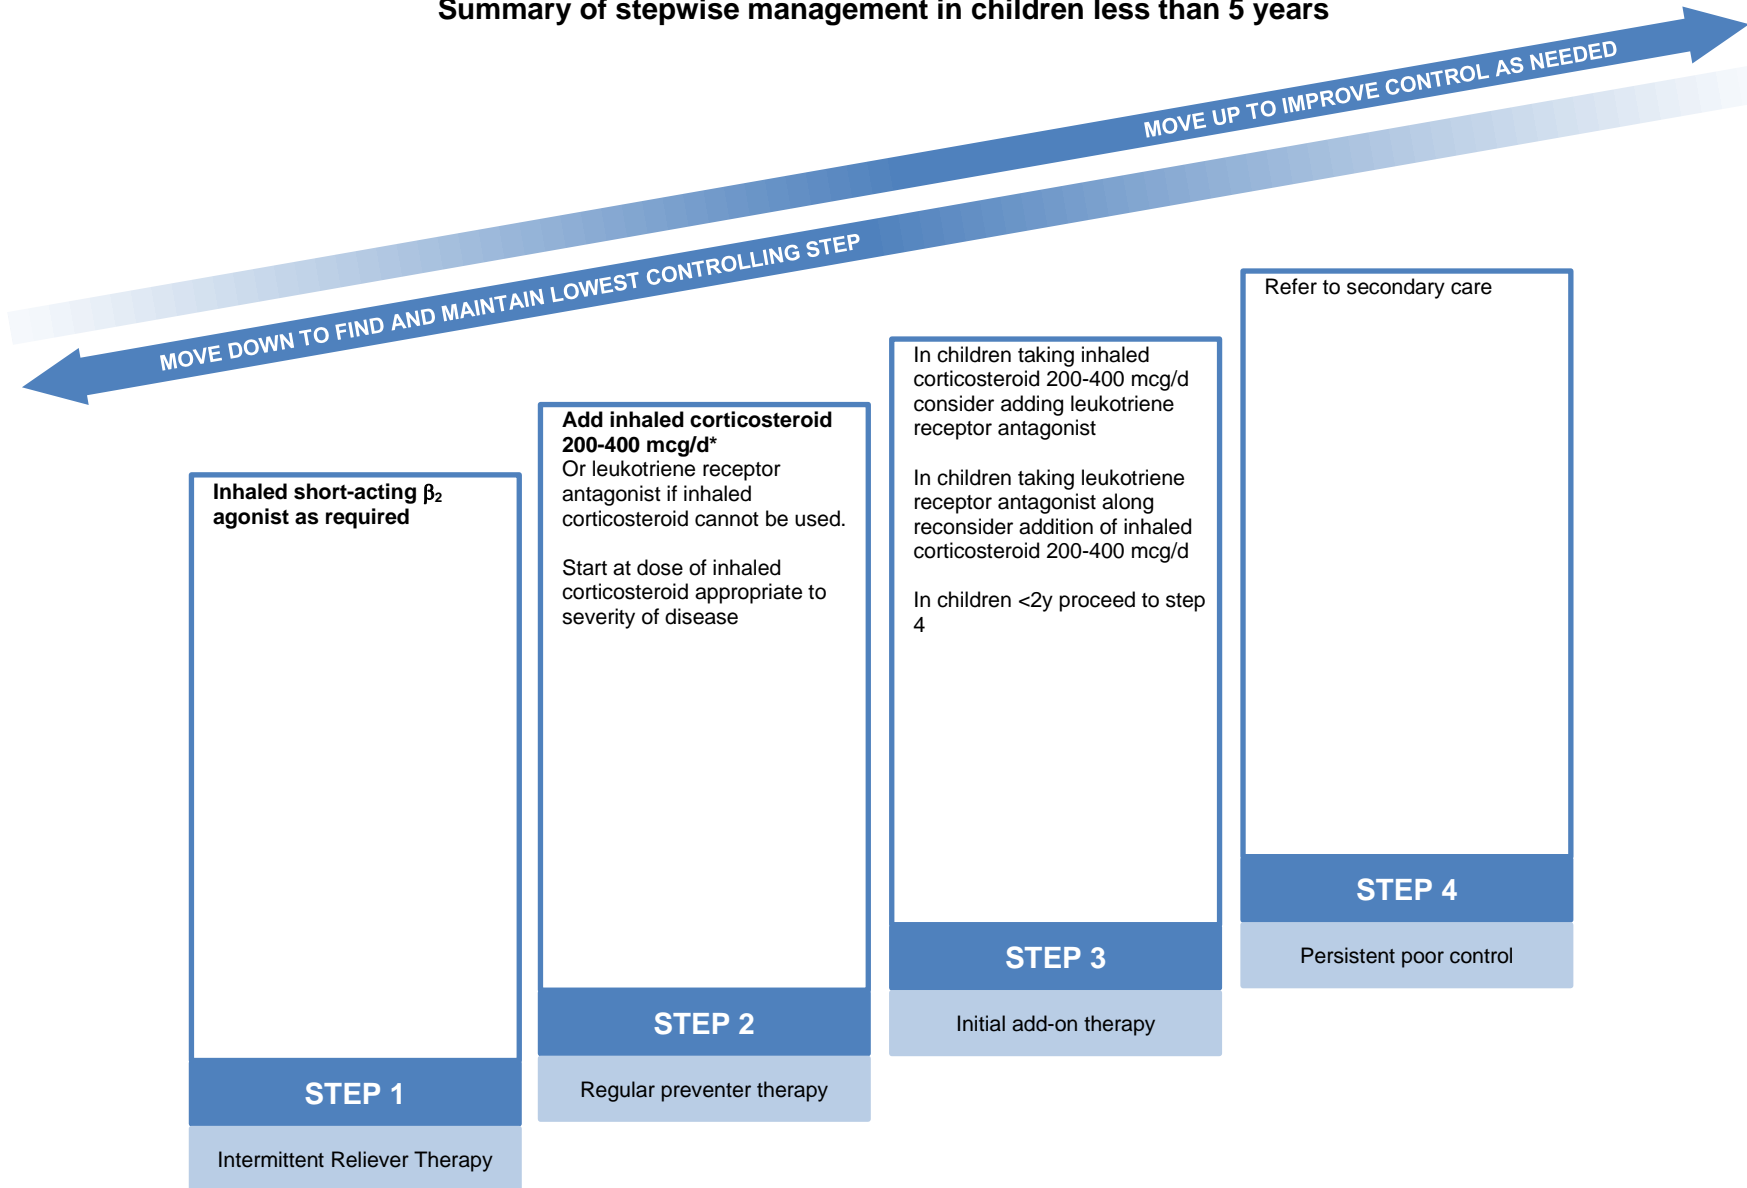 Summary of stepwise management in children less than 5 years
MOVE UP TO IMPROVE CONTROL AS NEEDED
MOVE DOWN TO FIND AND MAINTAIN LOWEST CONTROLLING STEP
Inhaled short-acting β₂
agonist as required
STEP 1
Intermittent Reliever Therapy
Add inhaled corticosteroid
200-400 mcg/d*
Or leukotriene receptor
antagonist if inhaled
corticosteroid cannot be used.
Start at dose of inhaled
corticosteroid appropriate to
severity of disease
STEP 2
Regular preventer therapy
In children taking inhaled
corticosteroid 200-400 mcg/d
consider adding leukotriene
receptor antagonist
In children taking leukotriene
receptor antagonist along
reconsider addition of inhaled
corticosteroid 200-400 mcg/d
In children <2y proceed to step
4
STEP 3
Initial add-on therapy
Refer to secondary care
STEP 4
Persistent poor control